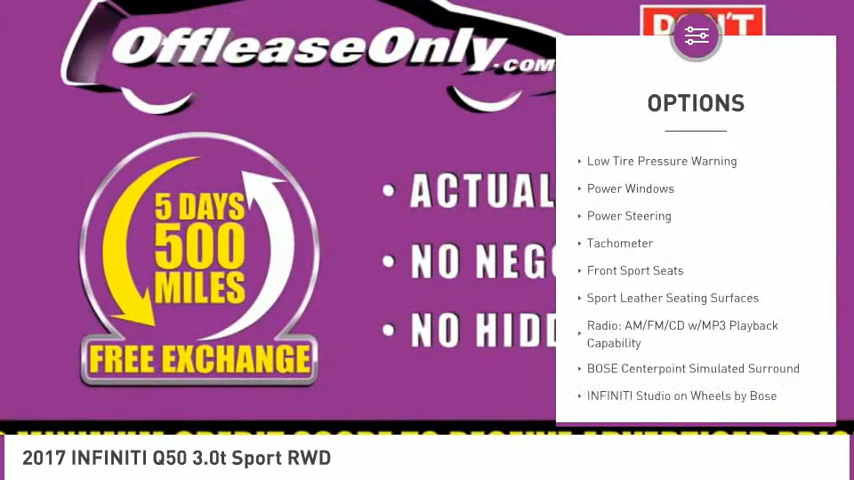 OffleaseOnly.COM
5 DAYS
500
MILES
FREE EXCHANGE
• ACTUAL
• NO NEG
• NO HID
OPTIONS
Low Tire Pressure Warning
Power Windows
Power Steering
Tachometer
Front Sport Seats
Sport Leather Seating Surfaces
Radio: AM/FM/CD w/MP3 Playback
Capability
BOSE Centerpoint Simulated Surround
INFINITI Studio on Wheels by Bose
2017 INFINITI Q50 3.0t Sport RWD